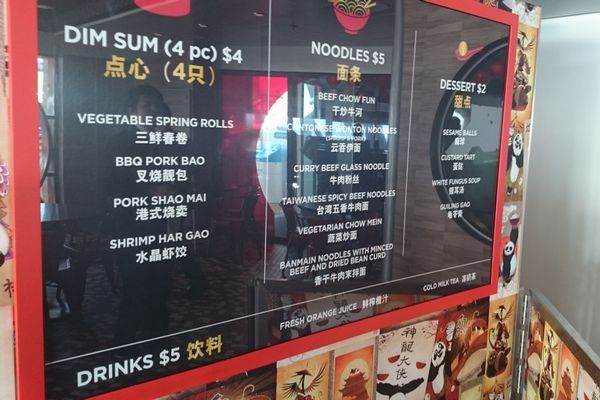 DIM SUM (4 pc) $4
点心（4只）
VEGETABLE SPRING ROLLS
三鲜春卷
BBQ PORK BAO
叉烧靓包
PORK SHAO MAI
港式烧卖
SHRIMP HAR GAO
水晶虾饺
NOODLES $5
面条
BEEF CHOW FUN
干炒牛河
CANTONESE WONTON NOODLES
(SHRIMP & PORK)
云吞伊面
CURRY BEEF GLASS NOODLE
牛肉粉丝
TAIWANESE SPICY BEEF NOODLES
台湾五香牛肉面
VEGETARIAN CHOW MEIN
蔬菜炒面
BANMAIN NOODLES WITH MINCED
BEEF AND DRIED BEAN CURD
香干牛肉末拌面
DESSERT $2
甜点
SESAME BALLS
麻球
CUSTARD TART
蛋挞
WHITE FUNGUS SOUP
银耳汤
GUILING GAO
龟苓膏
DRINKS $5 饮料
FRESH ORANGE JUICE 鲜榨橙汁
COLD MILK TEA 冻奶茶
神龍大俠